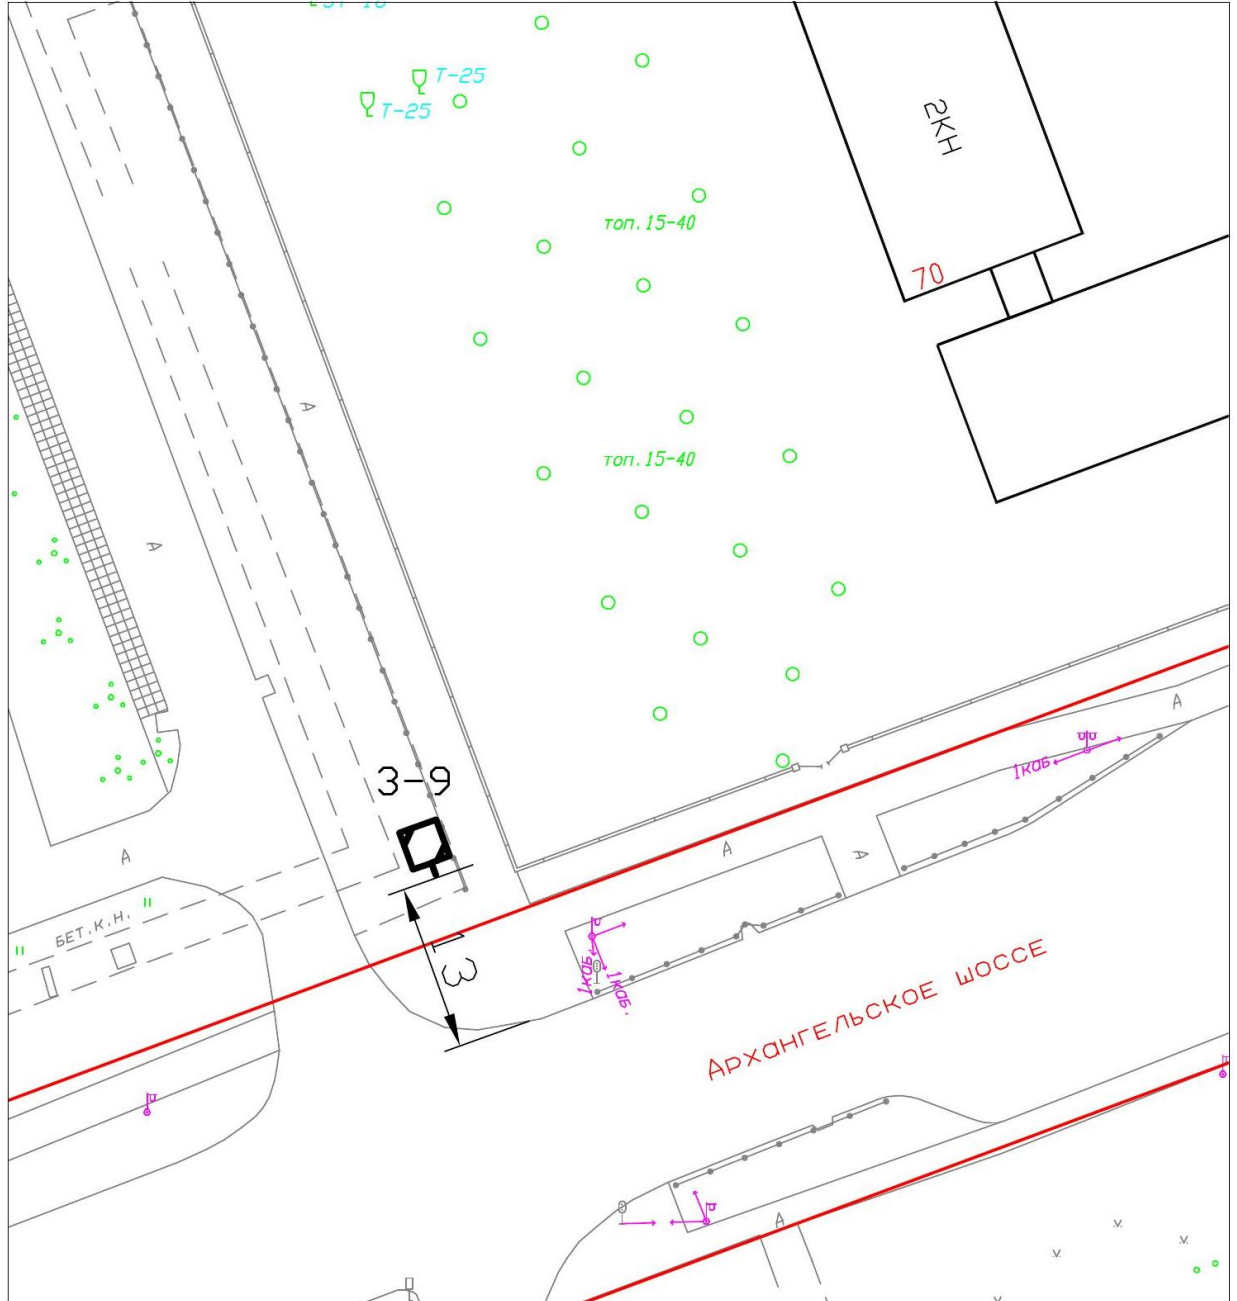 Т-25
Т-25
2КН
топ.15-40
70
А
топ.15-40
А
А
1каб
3-9
А
А
А
БЕТ.К.Н.
13
1каб.
1каб.
АРХАНГЕЛЬСКОЕ ШОССЕ
А